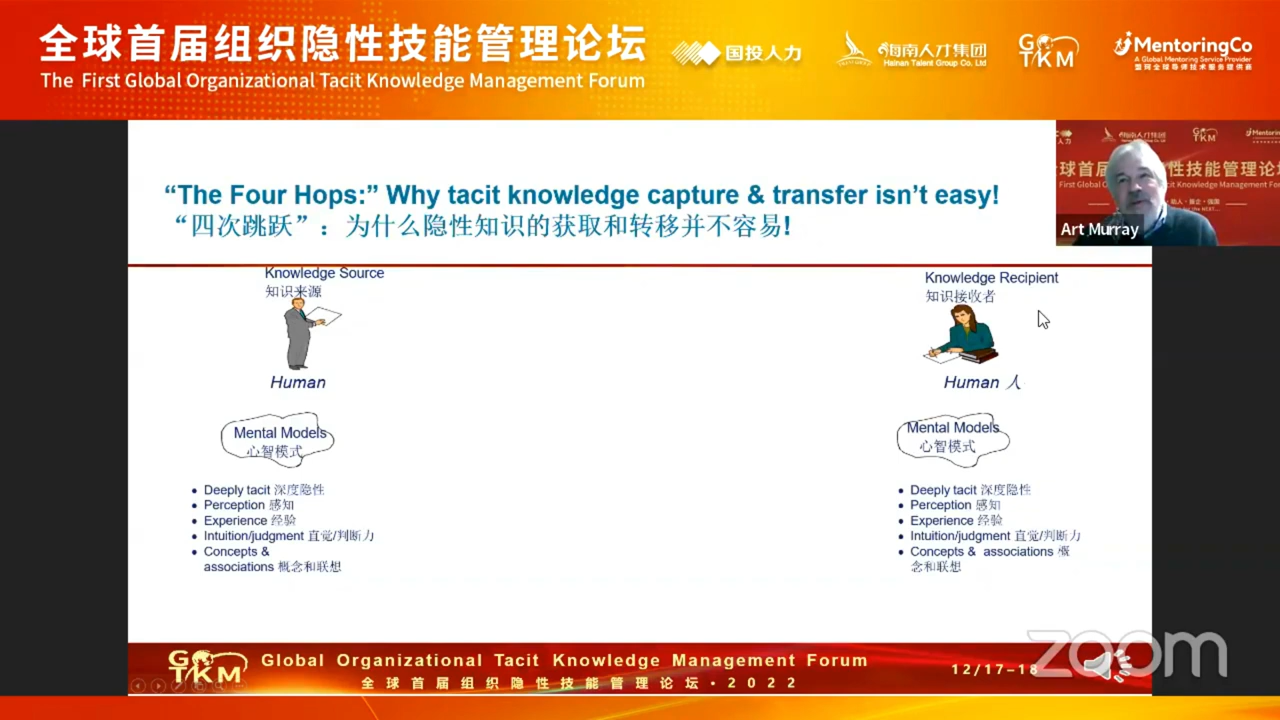 全球首届组织隐性技能管理论坛
The First Global Organizational Tacit Knowledge Management Forum
国投人力
海南人才集团
Hainan Talent Group Co. Ltd
GO TKM
MentoringCo
A Global Mentoring Service Provider
“The Four Hops:” Why tacit knowledge capture & transfer isn’t easy!
“四次跳跃”：为什么隐性知识的获取和转移并不容易!
Art Murray
Knowledge Source
知识来源
Human
Mental Models
心智模式
Deeply tacit 深度隐性
Perception 感知
Experience 经验
Intuition/judgment 直觉/判断力
Concepts &
associations 概念和联想
Knowledge Recipient
知识接收者
Human 人
Mental Models
心智模式
Deeply tacit 深度隐性
Perception 感知
Experience 经验
Intuition/judgment 直觉/判断力
Concepts & associations 概
念和联想
GO TKM
Global Organizational Tacit Knowledge Management Forum
全球首届组织隐性技能管理论坛·2022
12/17-18
zoom